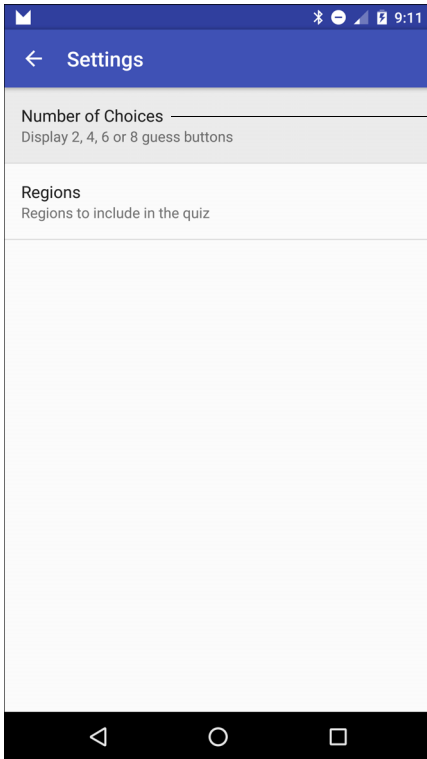 9:11
Settings
Number of Choices
Display 2, 4, 6 or 8 guess buttons
Regions
Regions to include in the quiz